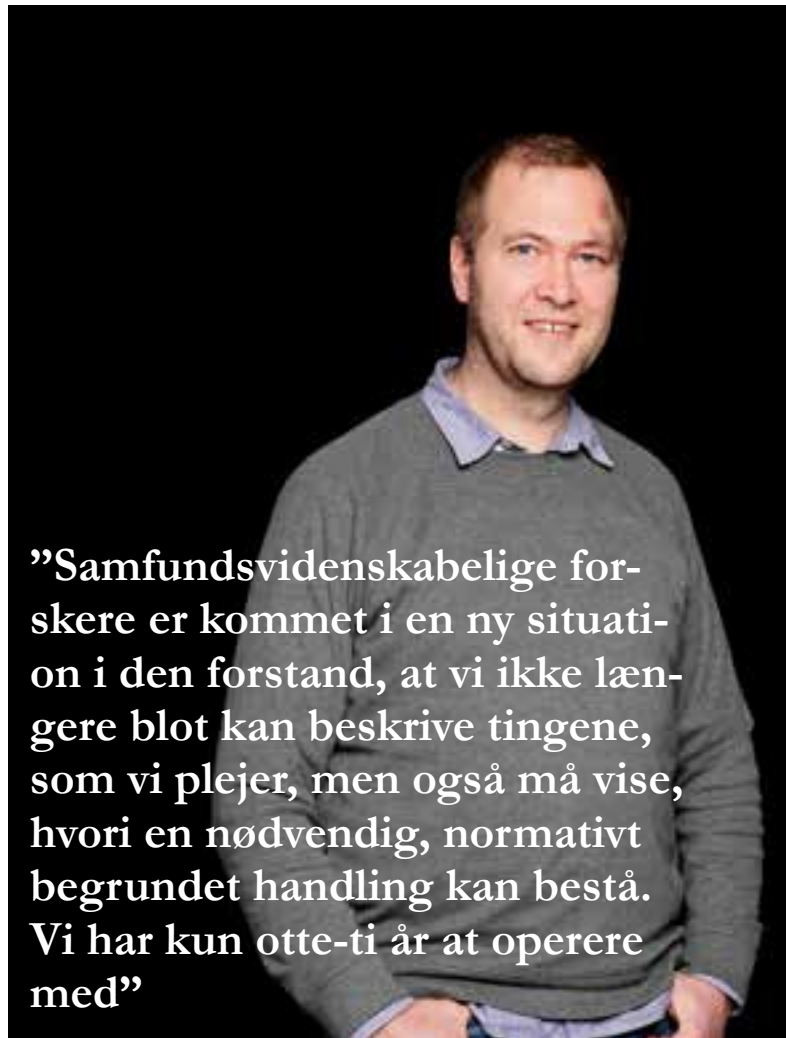 ”Samfundsvidenskabelige for-
skere er kommet i en ny situati-
on i den forstand, at vi ikke læn-
gere blot kan beskrive tingene,
som vi plejer, men også må vise,
hvori en nødvendig, normativt
begrundet handling kan bestå.
Vi har kun otte-ti år at operere
med”